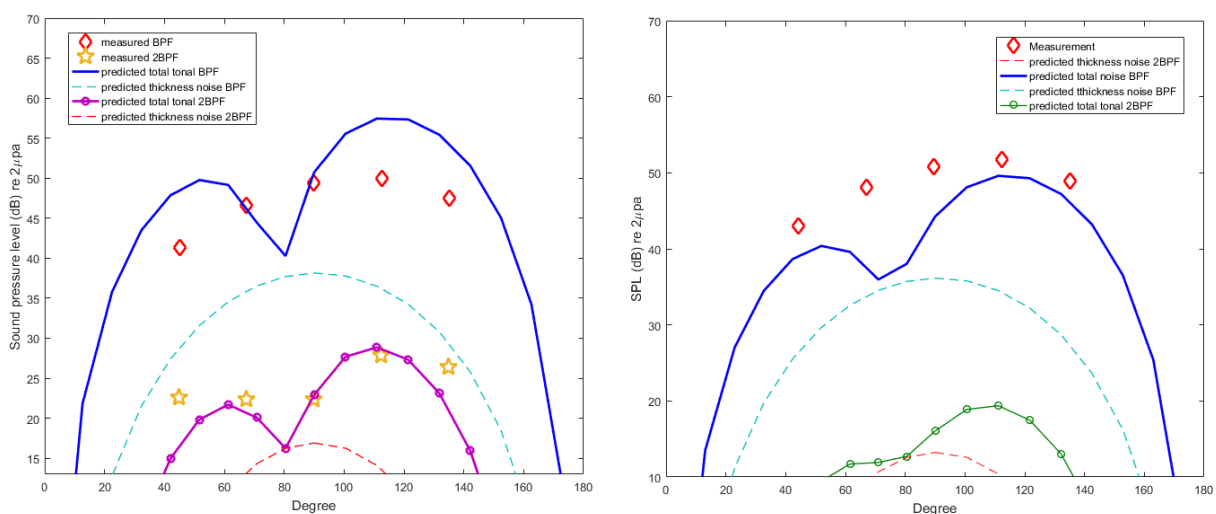 70
65
60
55
50
45
40
35
30
25
20
15
Sound pressure level (dB) re 2μpa
measured BPF
measured 2BPF
predicted total tonal BPF
predicted thickness noise BPF
predicted total tonal 2BPF
predicted thickness noise 2BPF
0 20 40 60 80 100 120 140 160 180
Degree
70
60
50
40
30
20
10
SPL (dB) re 2μpa
Measurement
predicted thickness noise 2BPF
predicted total noise BPF
predicted tthickness noise BPF
predicted total tonal 2BPF
0 20 40 60 80 100 120 140 160 180
Degree